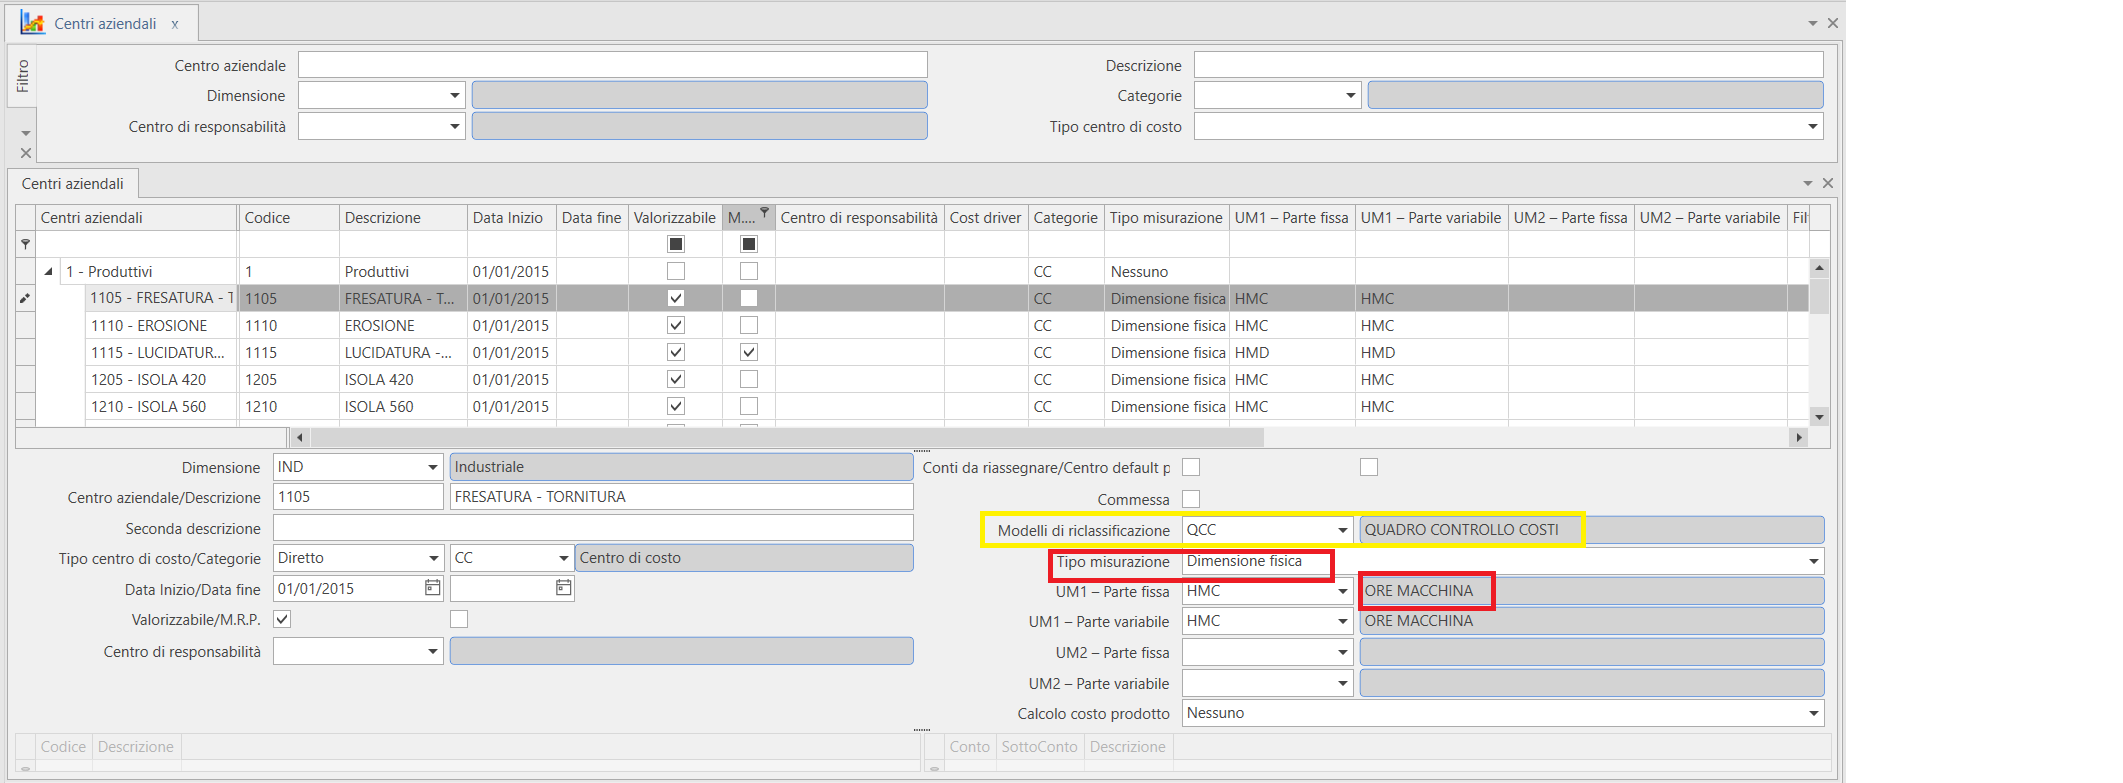 Centri aziendali x
Filtro
Centro aziendale Descrizione
Dimensione Categorie
Centro di responsabilità Tipo centro di costo
Centri aziendali
Centri aziendali Codice Descrizione Data Inizio Data fine Valorizzabile M.... Centro di responsabilità Cost driver Categorie Tipo misurazione UM1 – Parte fissa UM1 – Parte variabile UM2 – Parte fissa UM2 – Parte variabile Fil
1 - Produttivi 1 Produttivi 01/01/2015 CC Nessuno
1105 - FRESATURA - T 1105 FRESATURA - T... 01/01/2015 CC Dimensione fisica HMC HMC
1110 - EROSIONE 1110 EROSIONE 01/01/2015 CC Dimensione fisica HMC HMC
1115 - LUCIDATUR... 1115 LUCIDATURA -... 01/01/2015 CC Dimensione fisica HMD HMD
1205 - ISOLA 420 1205 ISOLA 420 01/01/2015 CC Dimensione fisica HMC HMC
1210 - ISOLA 560 1210 ISOLA 560 01/01/2015 CC Dimensione fisica HMC HMC
Dimensione IND Industriale
Centro aziendale/Descrizione 1105 FRESATURA - TORNITURA
Seconda descrizione
Tipo centro di costo/Categorie Diretto CC Centro di costo
Data Inizio/Data fine 01/01/2015
Valorizzabile/M.R.P.
Centro di responsabilità
Conti da riassegnare/Centro default p
Commessa
Modelli di riclassificazione QCC QUADRO CONTROLLO COSTI
Tipo misurazione Dimensione fisica
UM1 – Parte fissa HMC ORE MACCHINA
UM1 – Parte variabile HMC ORE MACCHINA
UM2 – Parte fissa
UM2 – Parte variabile
Calcolo costo prodotto Nessuno
Codice Descrizione
Conto SottoConto Descrizione